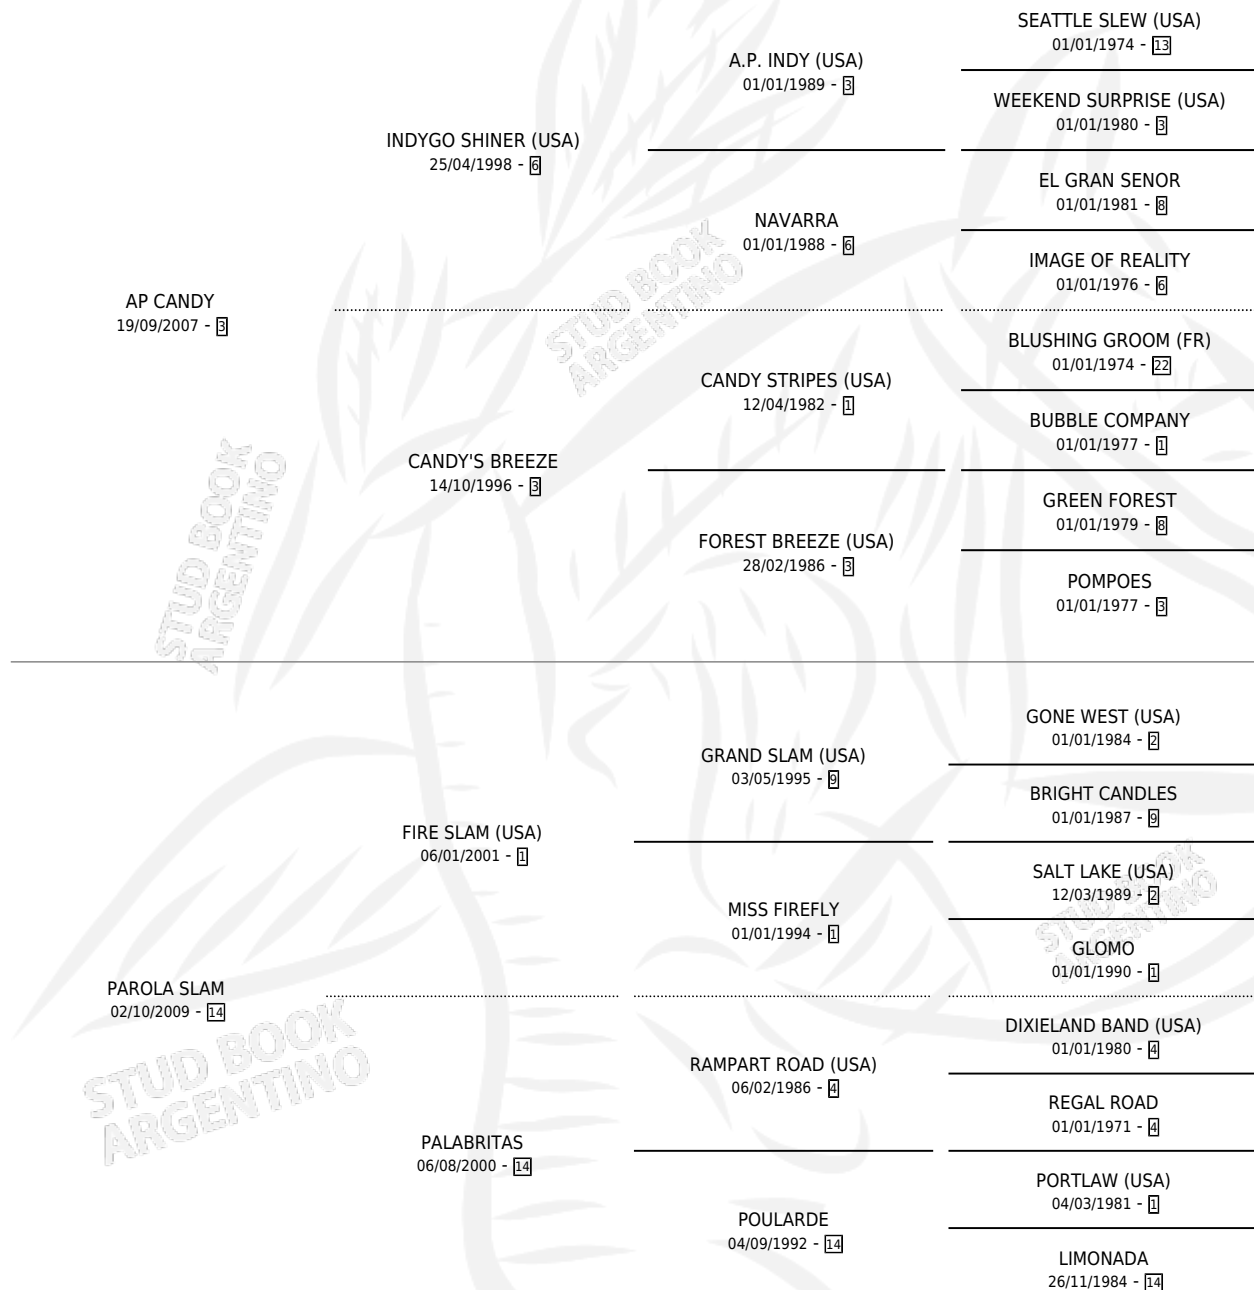 SEATTLE SLEW (USA)
01/01/1974 - 13
A.P. INDY (USA)
01/01/1989 - 3
WEEKEND SURPRISE (USA)
01/01/1980 - 3
INDYGO SHINER (USA)
25/04/1998 - 6
EL GRAN SENOR
01/01/1981 - 8
NAVARRA
01/01/1988 - 6
IMAGE OF REALITY
01/01/1976 - 6
AP CANDY
19/09/2007 - 3
BLUSHING GROOM (FR)
01/01/1974 - 22
CANDY STRIPES (USA)
12/04/1982 - 1
BUBBLE COMPANY
01/01/1977 - 1
CANDY'S BREEZE
14/10/1996 - 3
GREEN FOREST
01/01/1979 - 8
FOREST BREEZE (USA)
28/02/1986 - 3
POMPOES
01/01/1977 - 3
GONE WEST (USA)
01/01/1984 - 2
GRAND SLAM (USA)
03/05/1995 - 9
BRIGHT CANDLES
01/01/1987 - 9
FIRE SLAM (USA)
06/01/2001 - 1
SALT LAKE (USA)
12/03/1989 - 2
MISS FIREFLY
01/01/1994 - 1
GLOMO
01/01/1990 - 1
PAROLA SLAM
02/10/2009 - 14
DIXIELAND BAND (USA)
01/01/1980 - 4
RAMPART ROAD (USA)
06/02/1986 - 4
REGAL ROAD
01/01/1971 - 4
PALABRITAS
06/08/2000 - 14
PORTLAW (USA)
04/03/1981 - 1
POULARDE
04/09/1992 - 14
LIMONADA
26/11/1984 - 14
STUD BOOK
ARGENTINO
STUD BOOK
ARGENTINO
STUD BOOK
ARGENTINO
STUD BOOK
ARGENTINO